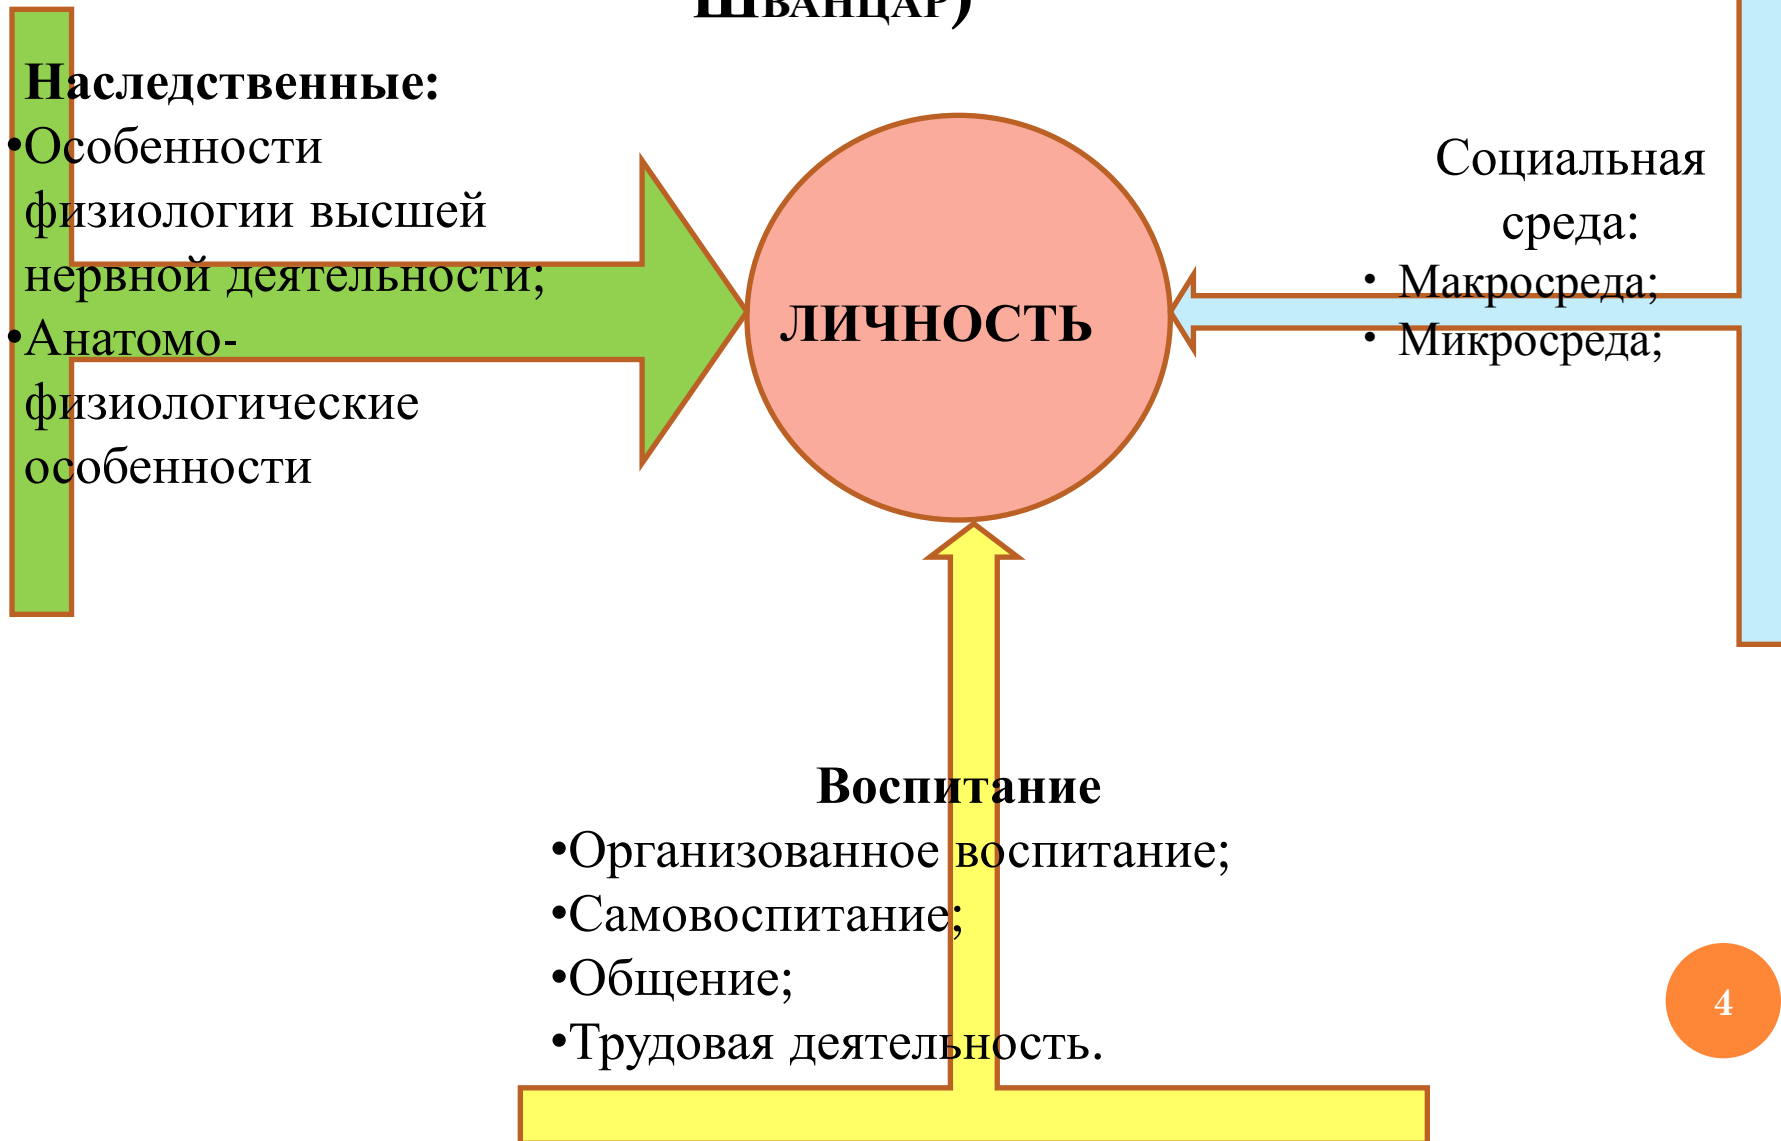 Шванцар)
Наследственные:
•Особенности
физиологии высшей
нервной деятельности;
•Анатомо-
физиологические
особенности
ЛИЧНОСТЬ
Социальная
среда:
• Макросреда;
• Микросреда;
Воспитание
•Организованное воспитание;
•Самовоспитание;
•Общение;
•Трудовая деятельность.
4